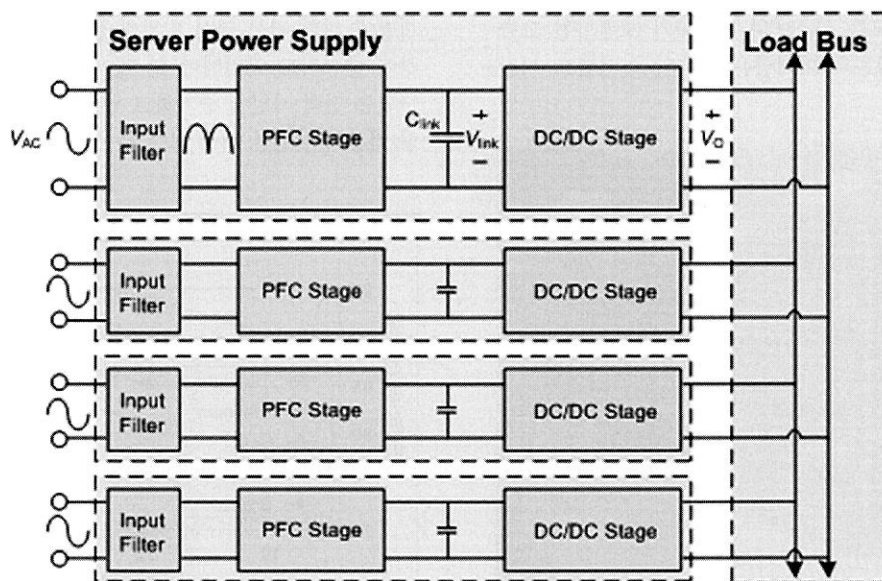 Server Power Supply
Load Bus
V_AC
Input
Filter
PFC Stage
C_link
+
V_link
−
DC/DC Stage
+
V_O
−
Input
Filter
PFC Stage
DC/DC Stage
Input
Filter
PFC Stage
DC/DC Stage
Input
Filter
PFC Stage
DC/DC Stage